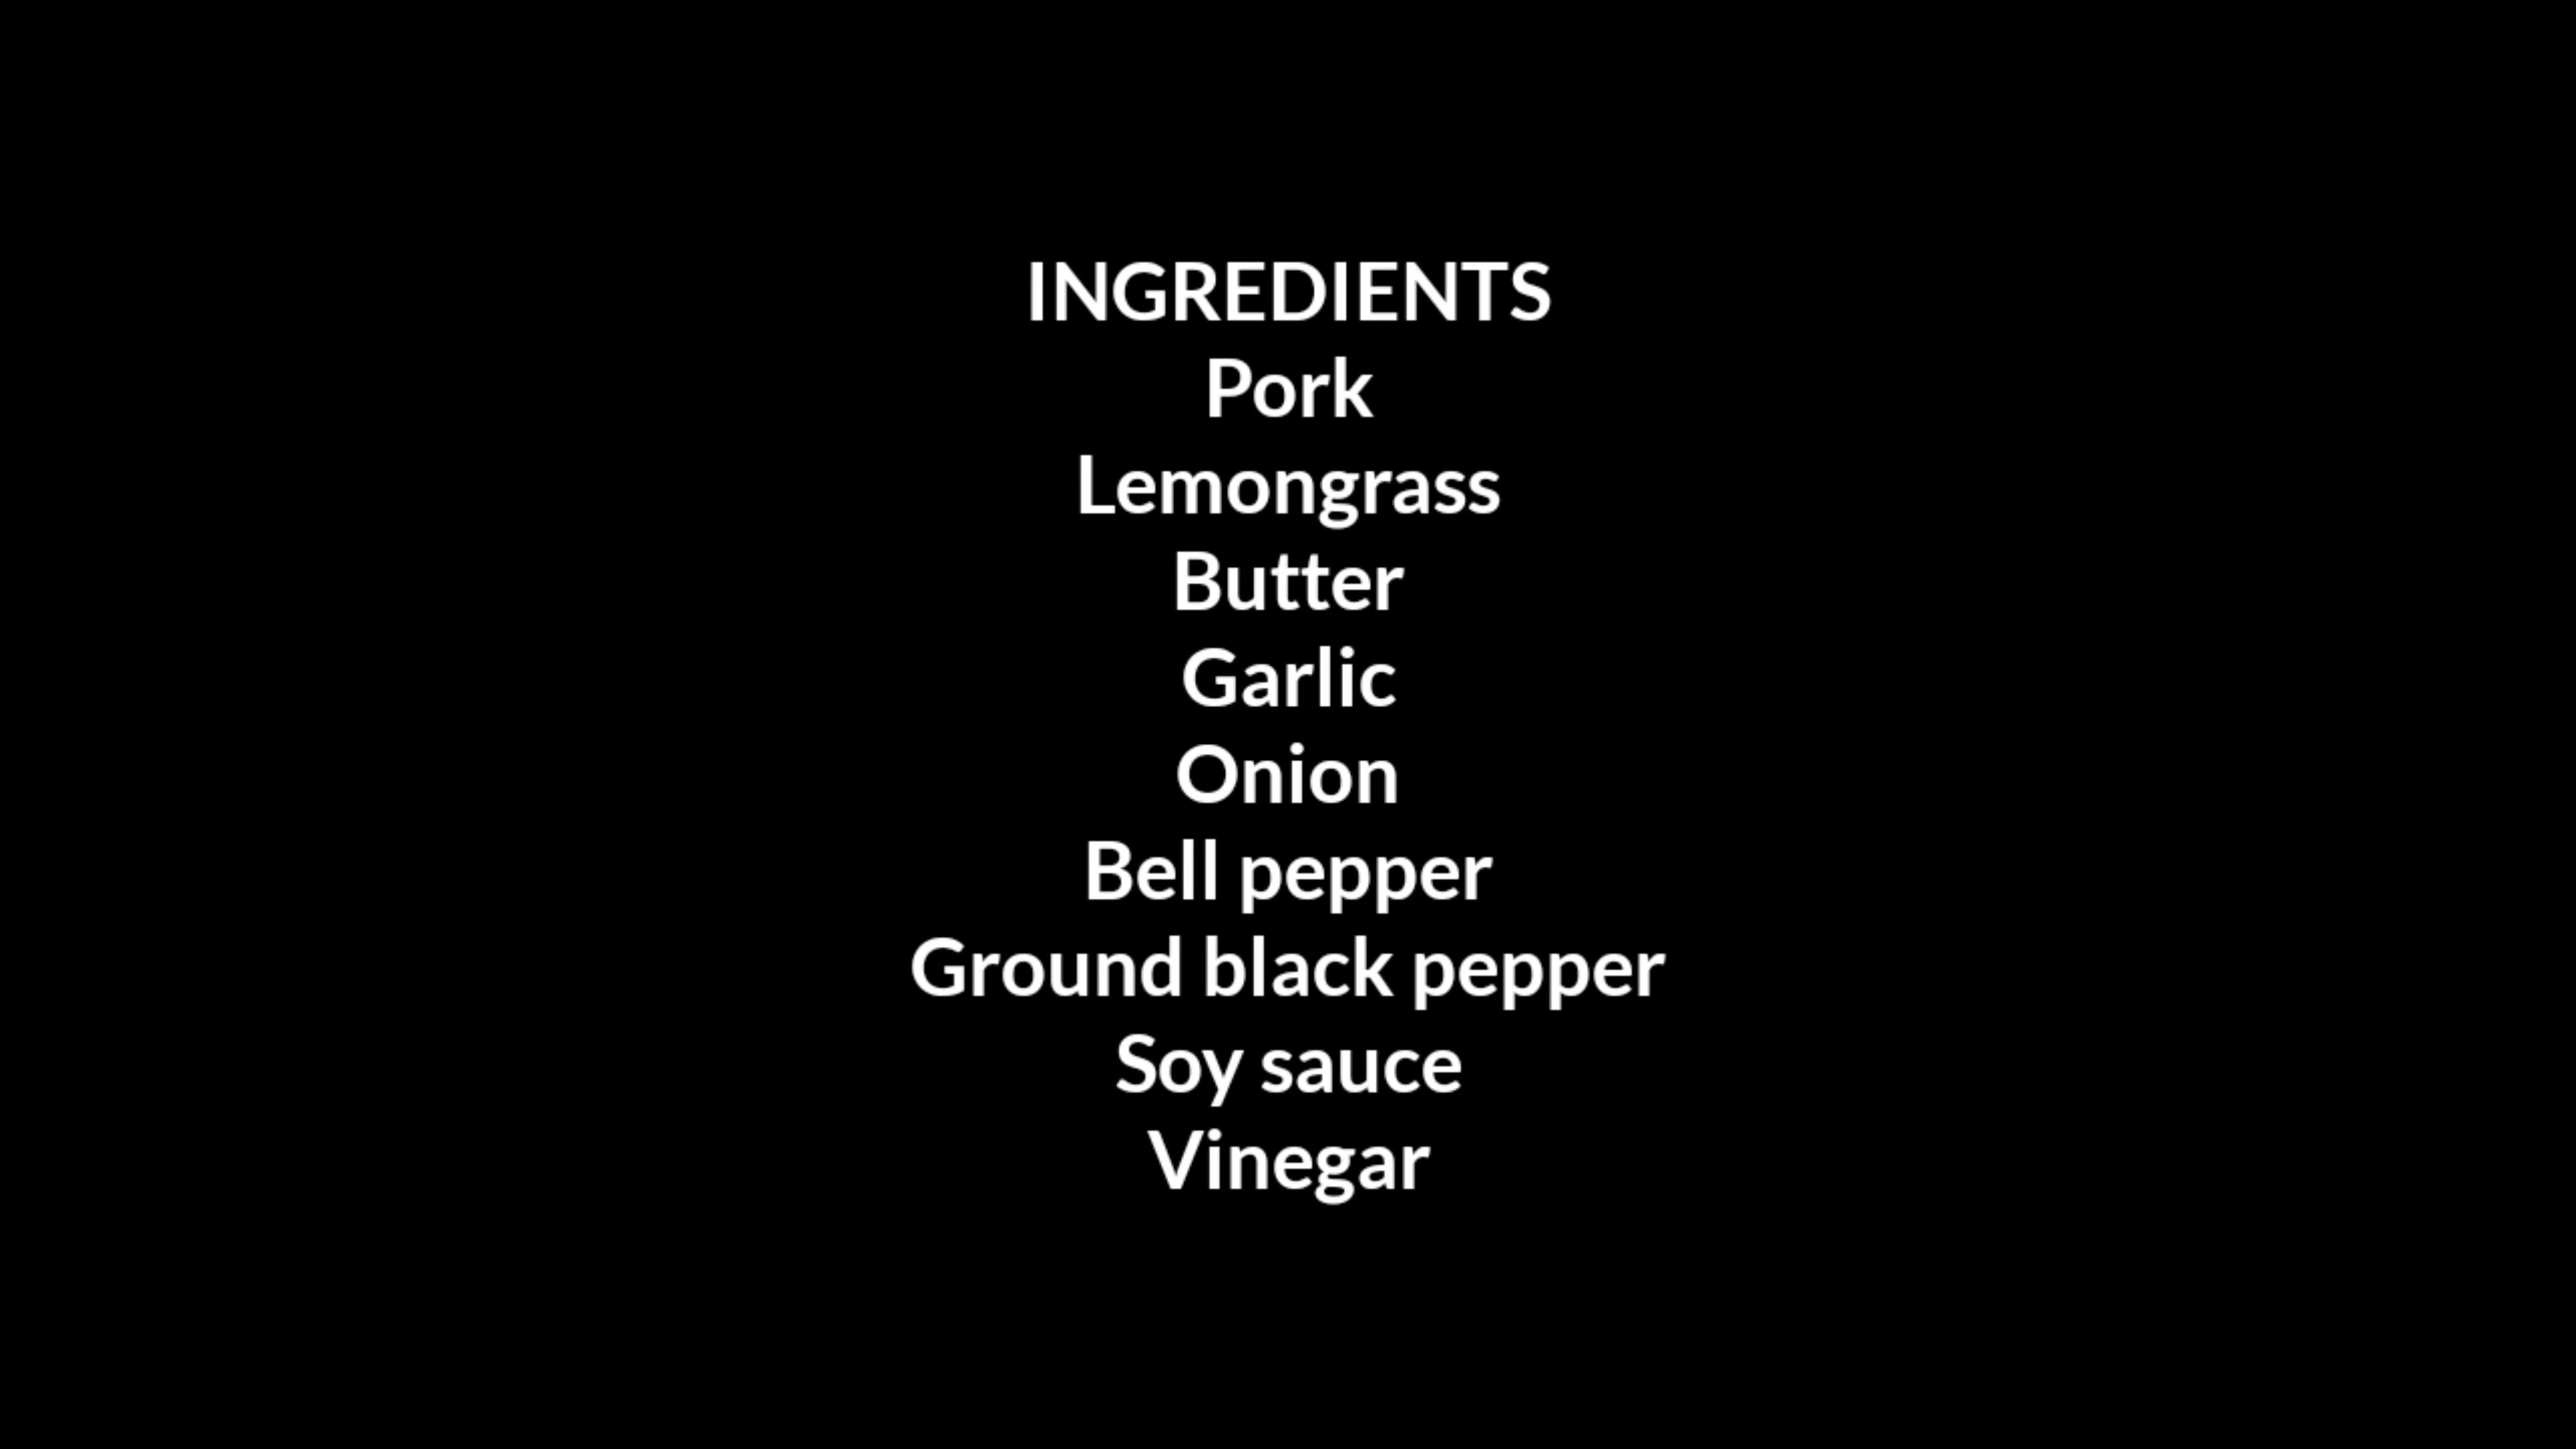 INGREDIENTS
Pork
Lemongrass
Butter
Garlic
Onion
Bell pepper
Ground black pepper
Soy sauce
Vinegar